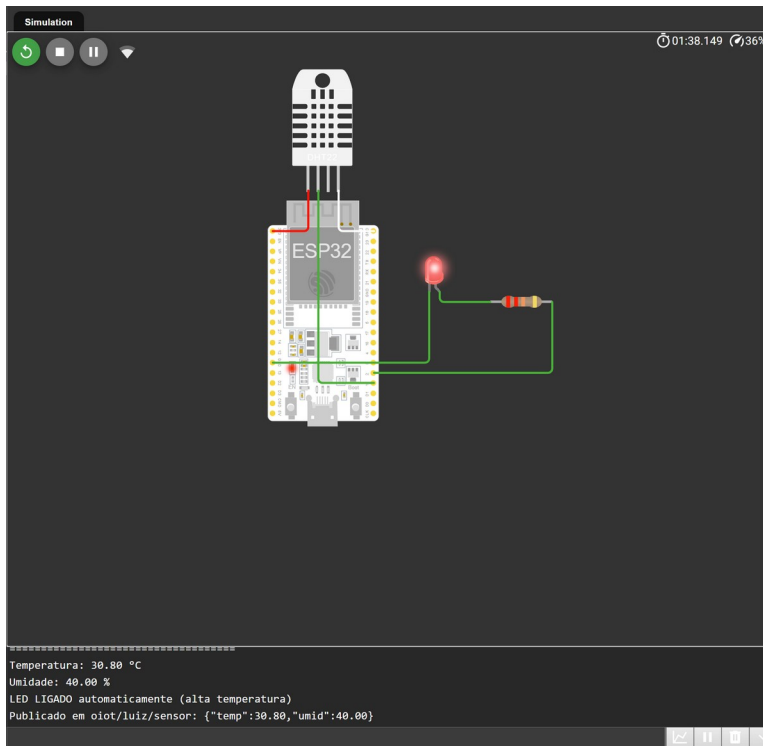 Simulation
01:38.149 36%
ESP32
===================================
Temperatura: 30.80 °C
Umidade: 40.00 %
LED LIGADO automaticamente (alta temperatura)
Publicado em oiot/luiz/sensor: {"temp":30.80,"umid":40.00}